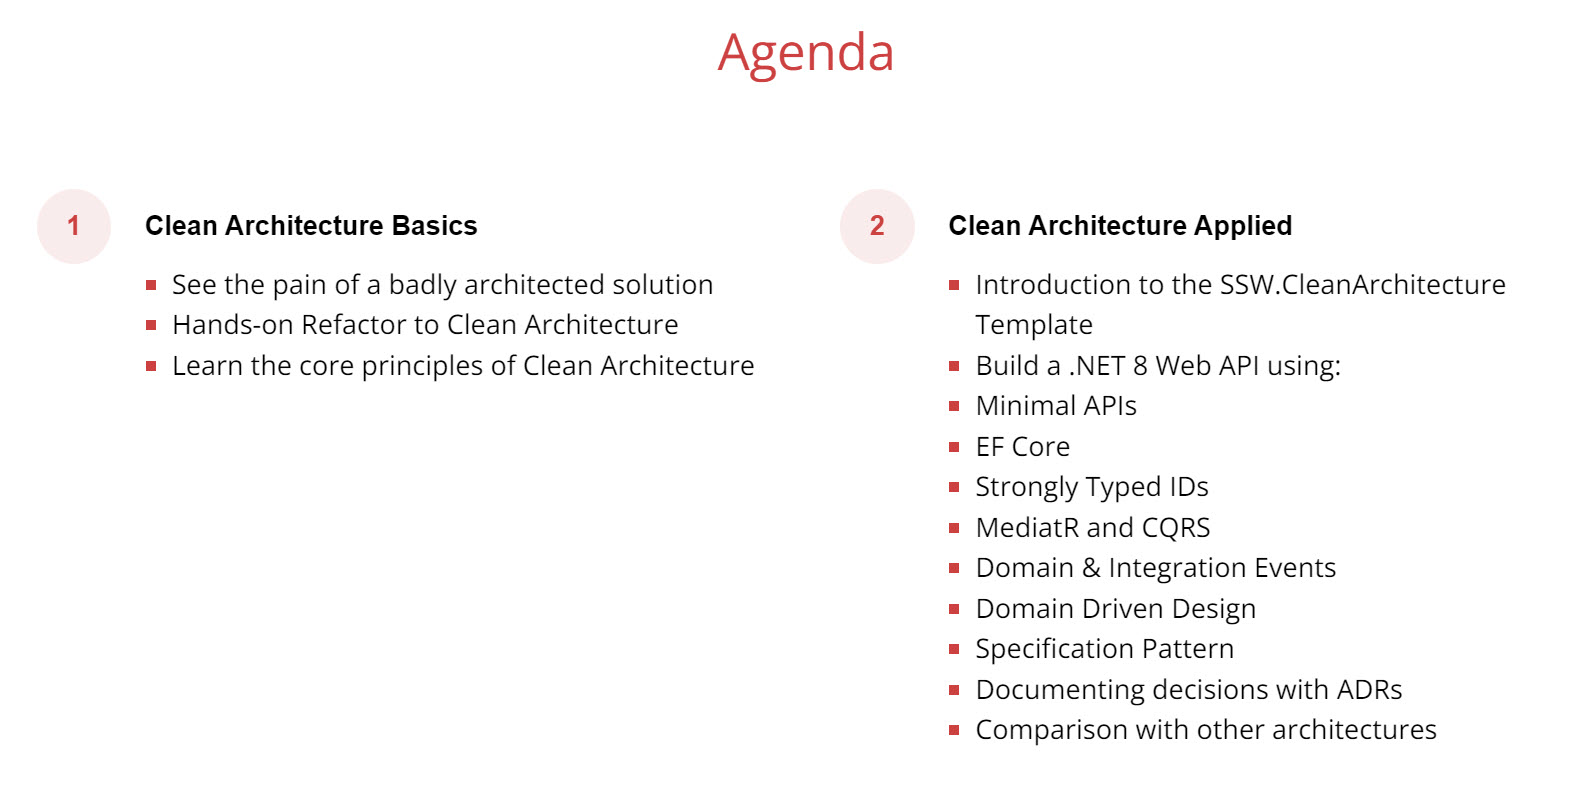 Agenda
1
Clean Architecture Basics
See the pain of a badly architected solution
Hands-on Refactor to Clean Architecture
Learn the core principles of Clean Architecture
2
Clean Architecture Applied
Introduction to the SSW.CleanArchitecture
Template
Build a .NET 8 Web API using:
Minimal APIs
EF Core
Strongly Typed IDs
MediatR and CQRS
Domain & Integration Events
Domain Driven Design
Specification Pattern
Documenting decisions with ADRs
Comparison with other architectures